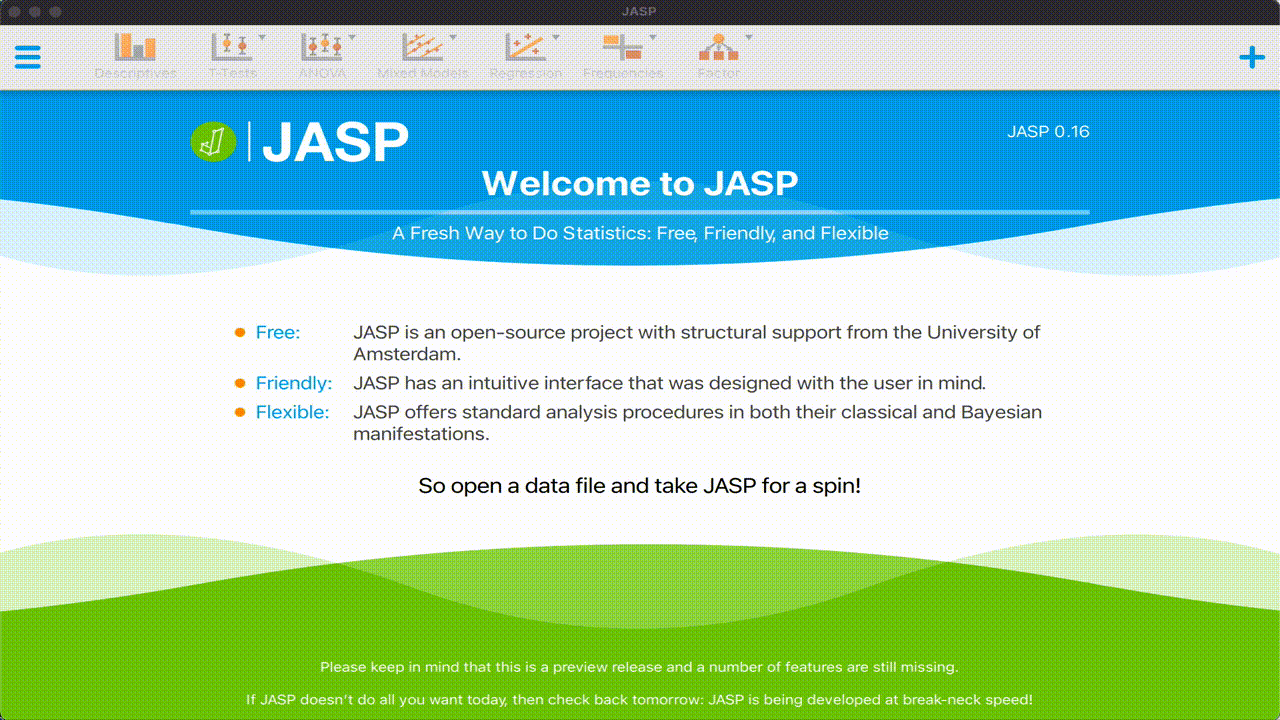 JASP
Descriptives T-Tests ANOVA Mixed Models Regression Frequencies Factor
JASP
JASP 0.16
Welcome to JASP
A Fresh Way to Do Statistics: Free, Friendly, and Flexible
Free: JASP is an open-source project with structural support from the University of
Amsterdam.
Friendly: JASP has an intuitive interface that was designed with the user in mind.
Flexible: JASP offers standard analysis procedures in both their classical and Bayesian
manifestations.
So open a data file and take JASP for a spin!
Please keep in mind that this is a preview release and a number of features are still missing.
If JASP doesn't do all you want today, then check back tomorrow: JASP is being developed at break-neck speed!